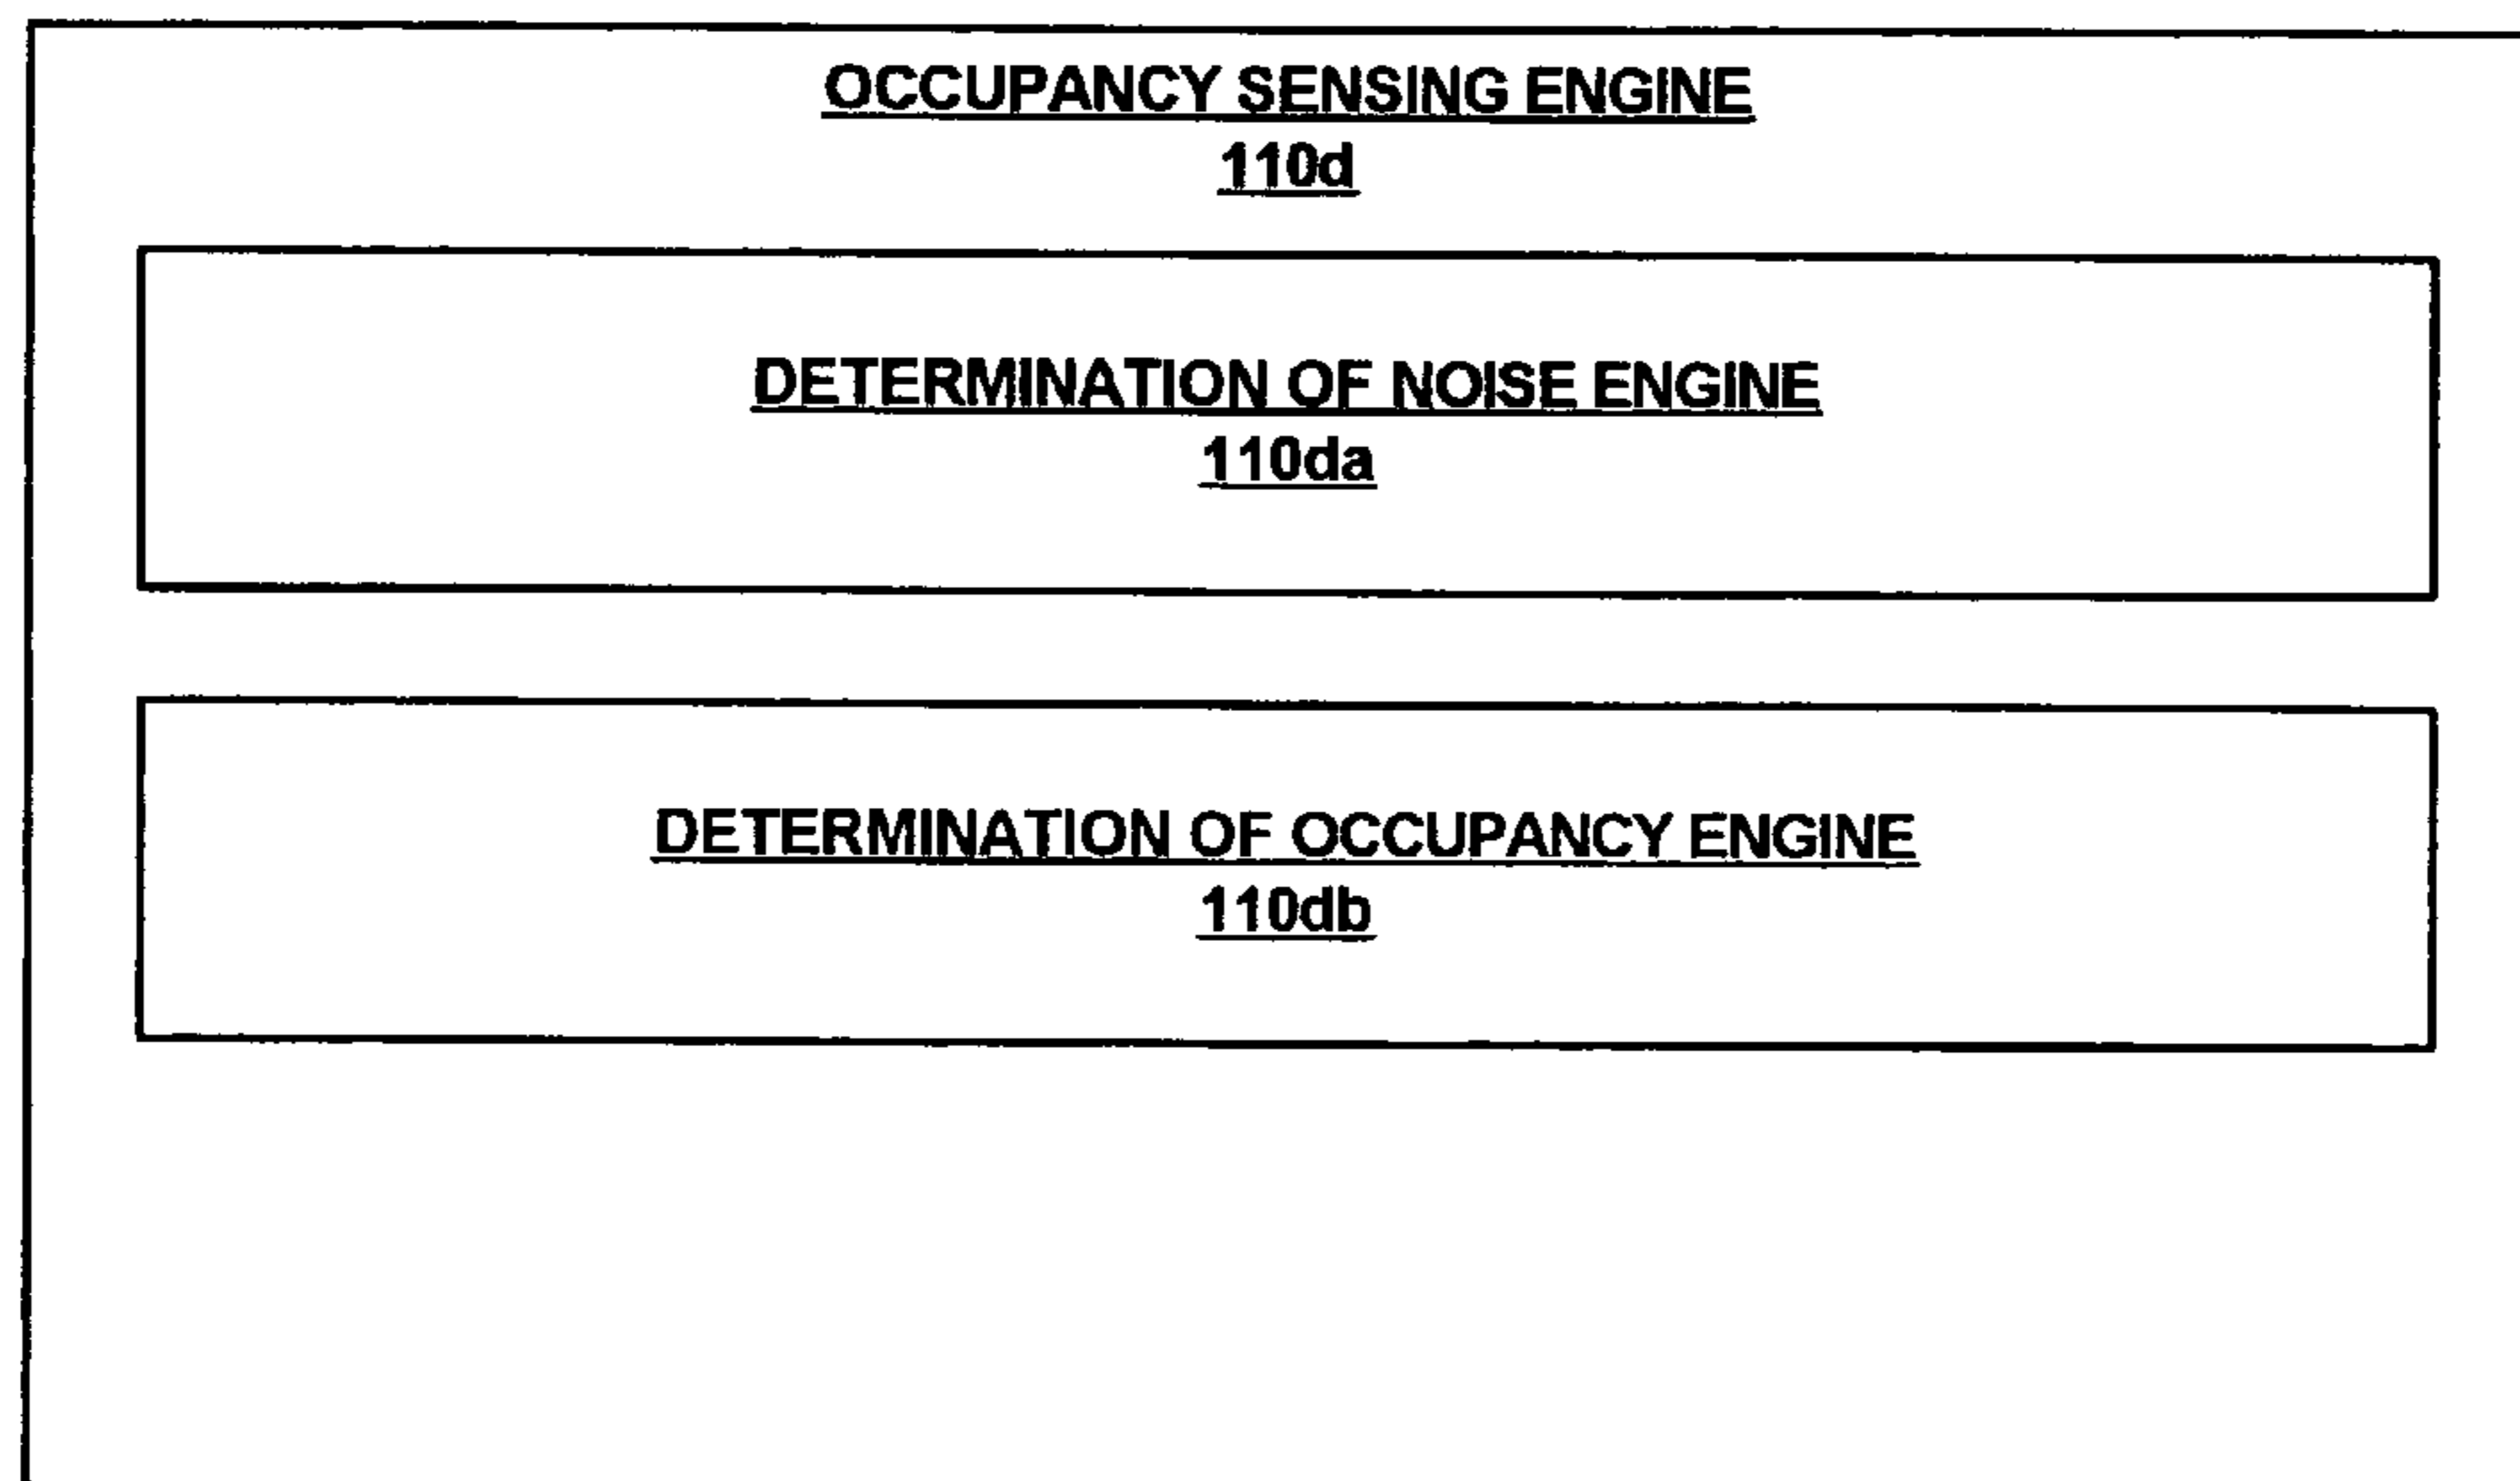 OCCUPANCY SENSING ENGINE
110d
DETERMINATION OF NOISE ENGINE
110da
DETERMINATION OF OCCUPANCY ENGINE
110db